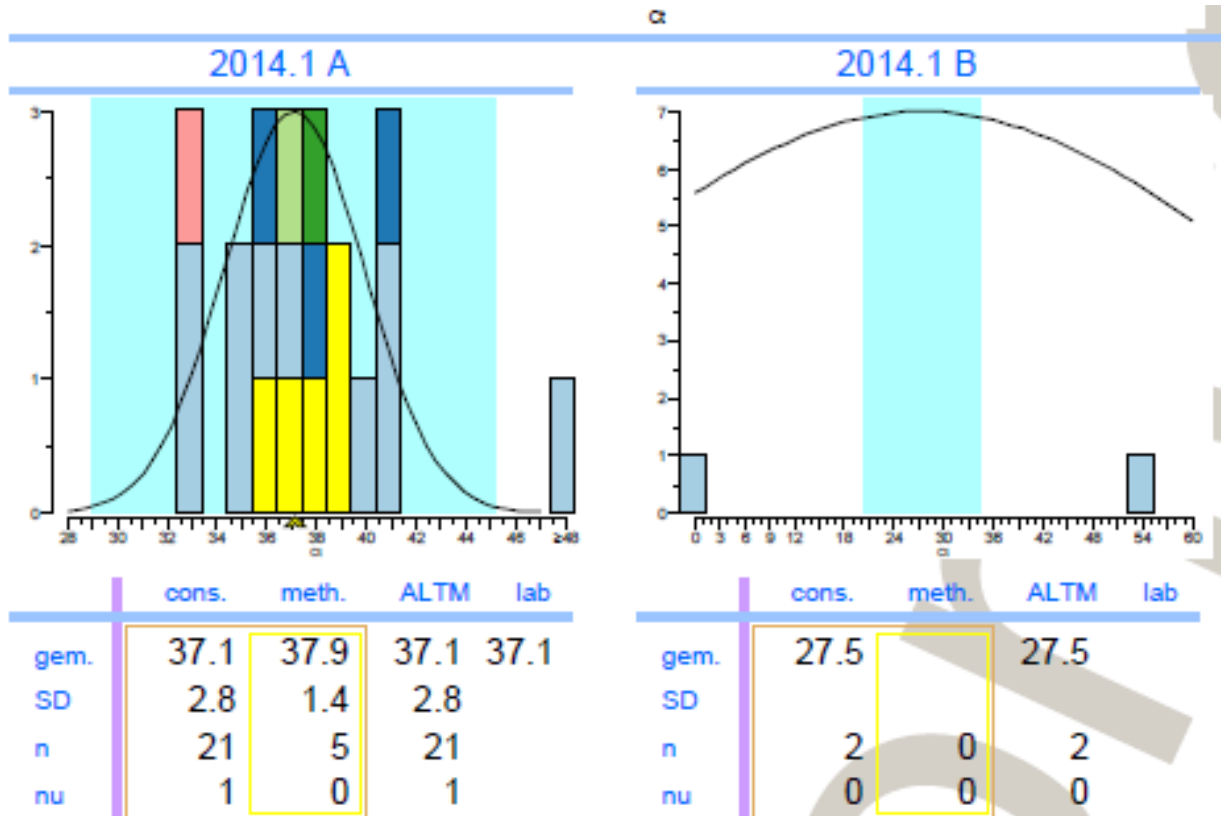 Ct
2014.1 A
2014.1 B
3
2
1
0
28 30 32 34 36 38 40 42 44 46 ≥48
7
6
5
4
3
2
1
0
0 3 6 9 12 18 24 30 36 42 48 54 60
cons. meth. ALTM lab
gem. 37.1 37.9 37.1 37.1
SD 2.8 1.4 2.8
n 21 5 21
nu 1 0 1
cons. meth. ALTM lab
gem. 27.5 27.5
SD
n 2 0 2
nu 0 0 0